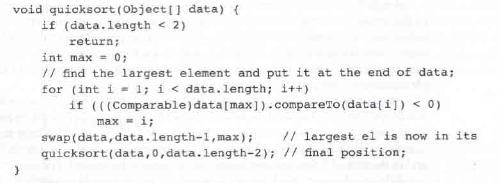 void quicksort(Object[] data) {
    if (data.length < 2)
        return;
    int max = 0;
    // find the largest element and put it at the end of data;
    for (int i = 1; i < data.length; i++)
        if (((Comparable)data[max]).compareTo(data[i]) < 0)
            max = i;
    swap(data,data.length-1,max);    // largest el is now in its
    quicksort(data,0,data.length-2); // final position;
}